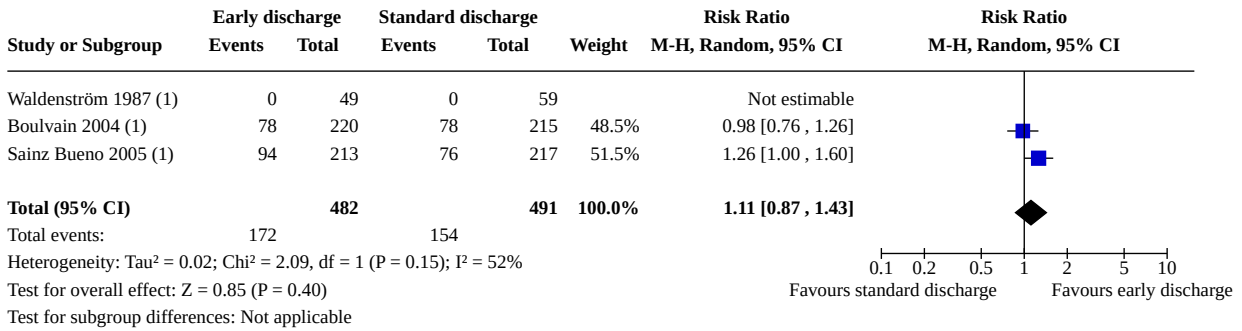 Early discharge Standard discharge Risk Ratio Risk Ratio
Study or Subgroup Events Total Events Total Weight M-H, Random, 95% CI M-H, Random, 95% CI
Waldenström 1987 (1) 0 49 0 59 Not estimable
Boulvain 2004 (1) 78 220 78 215 48.5% 0.98 [0.76 , 1.26]
Sainz Bueno 2005 (1) 94 213 76 217 51.5% 1.26 [1.00 , 1.60]
Total (95% CI) 482 491 100.0% 1.11 [0.87 , 1.43]
Total events: 172 154
Heterogeneity: Tau² = 0.02; Chi² = 2.09, df = 1 (P = 0.15); I² = 52%
0.1 0.2 0.5 1 2 5 10
Test for overall effect: Z = 0.85 (P = 0.40) Favours standard discharge Favours early discharge
Test for subgroup differences: Not applicable